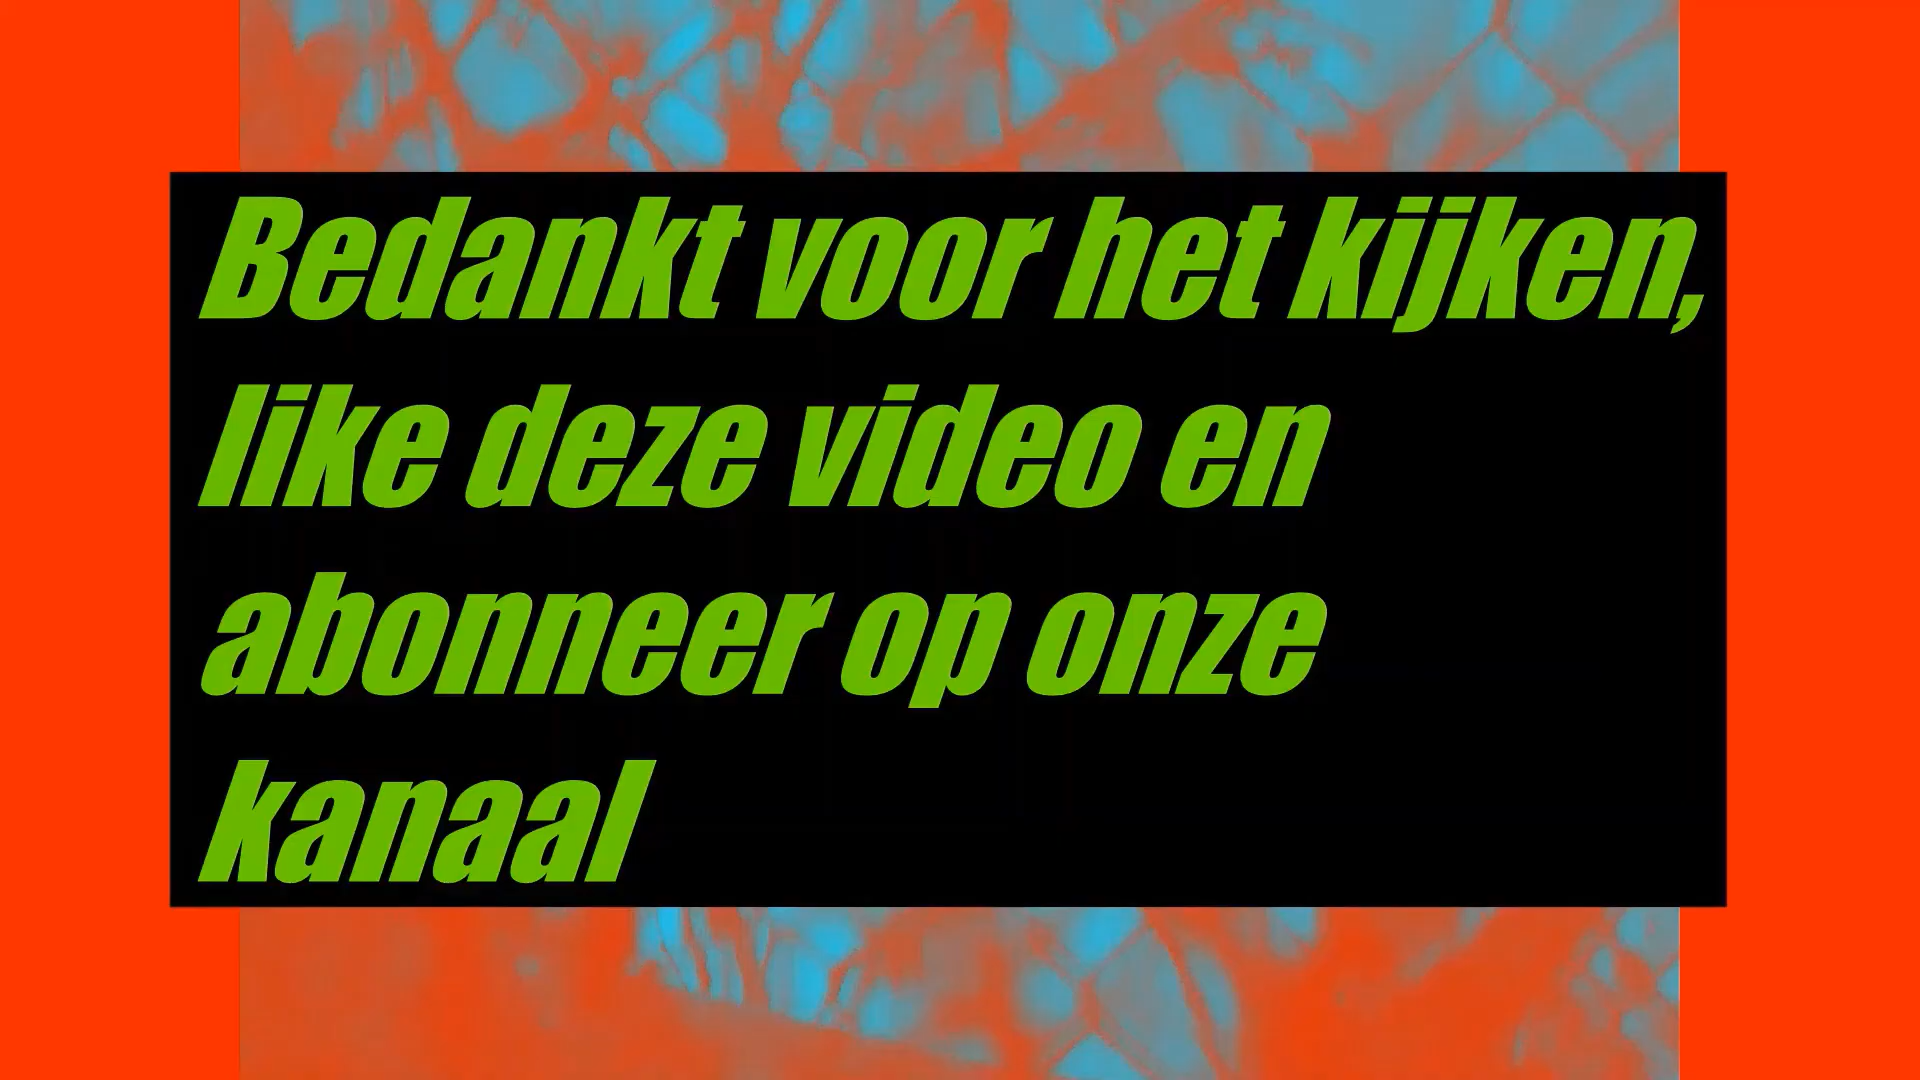 Bedankt voor het kijken,
like deze video en
abonneer op onze
kanaal